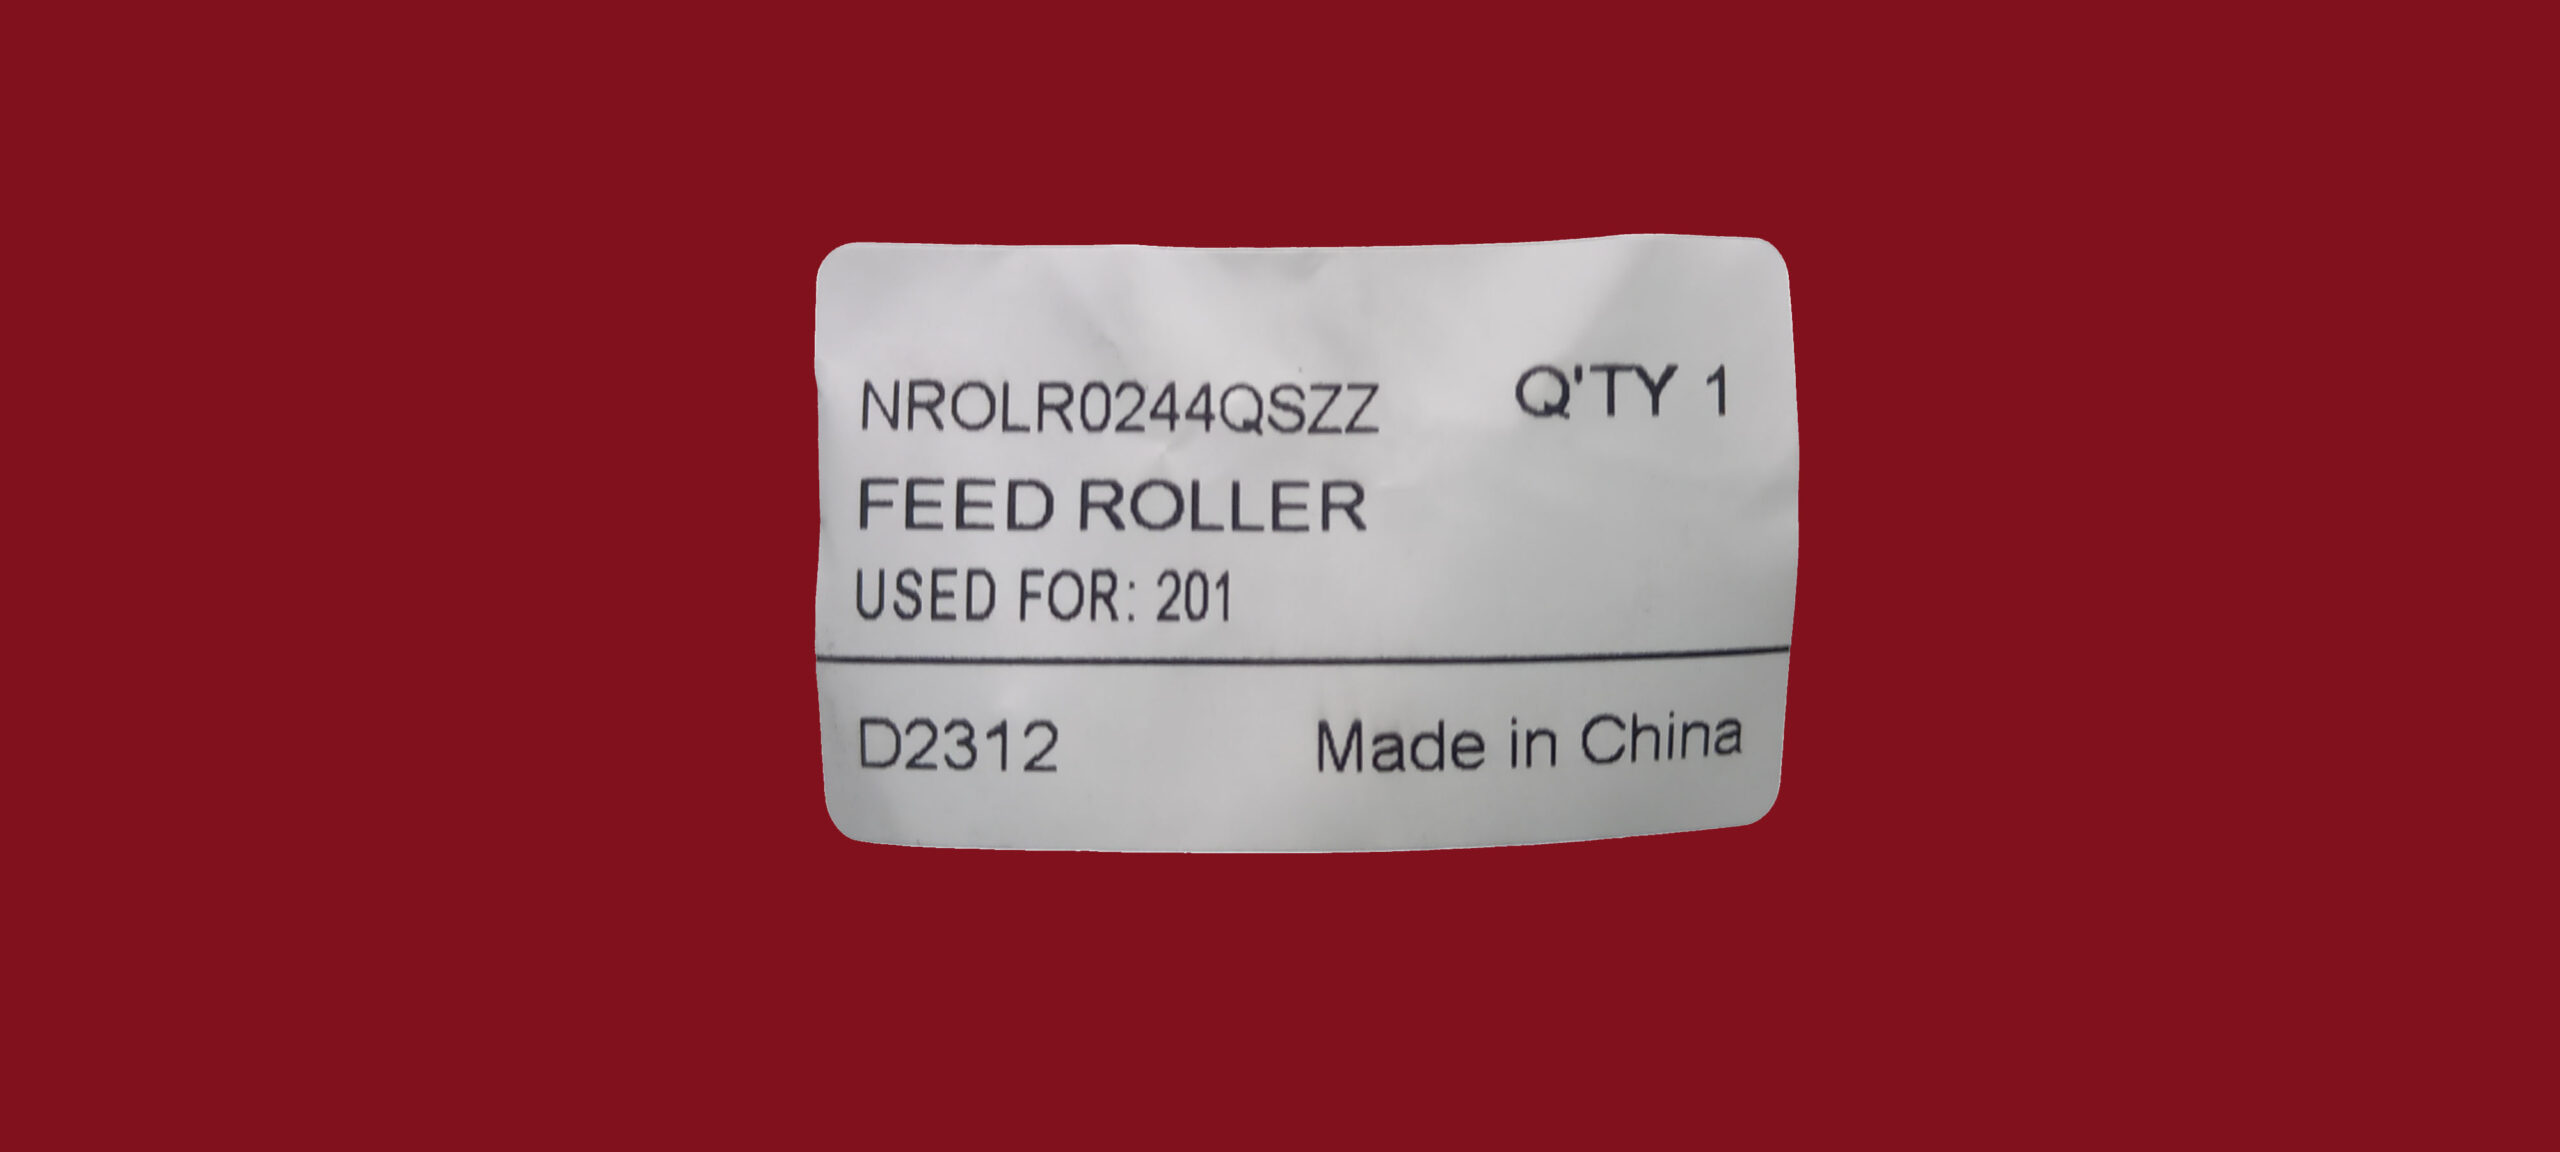 NROLR0244QSZZ Q'TY 1
FEED ROLLER
USED FOR: 201
D2312 Made in China